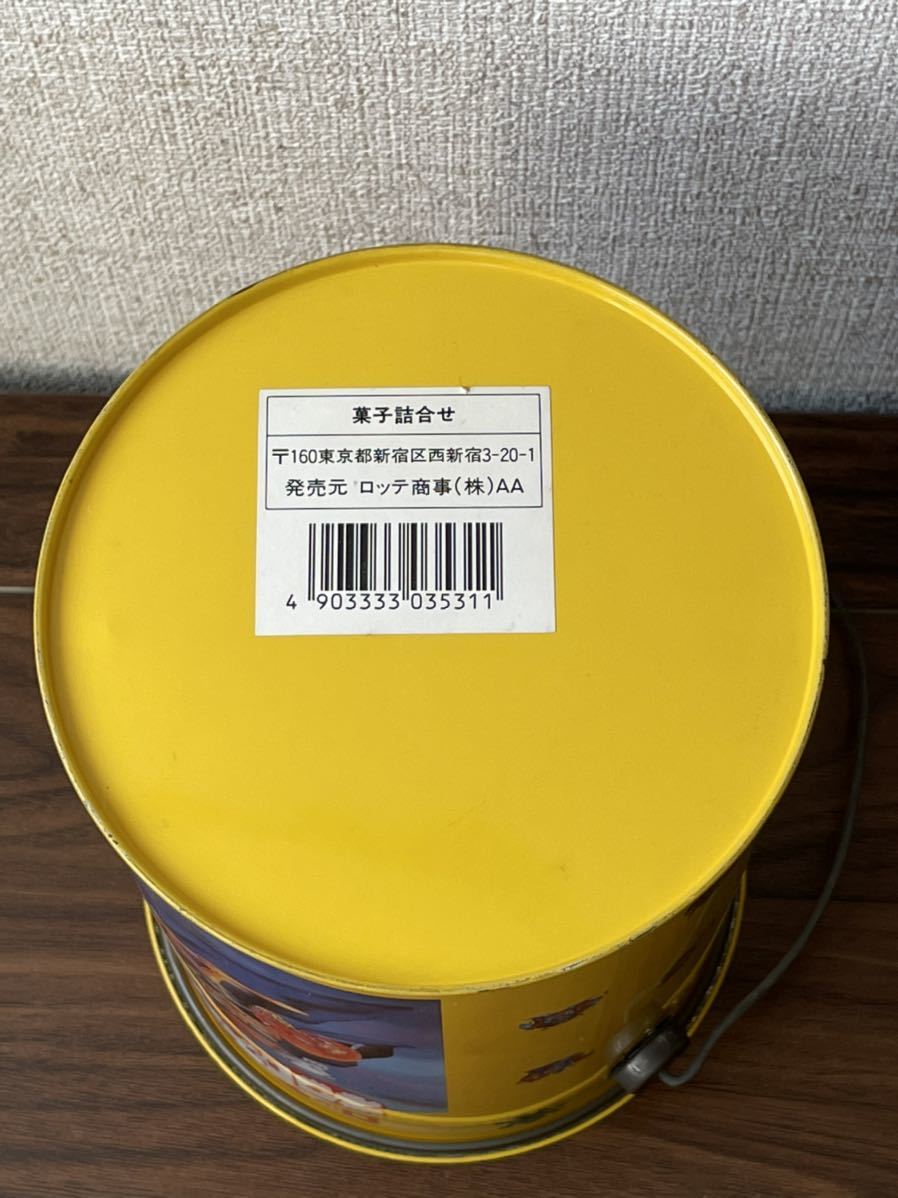 菓子詰合せ
〒160東京都新宿区西新宿3-20-1
発売元 ロッテ商事(株)AA
4 903333 035311